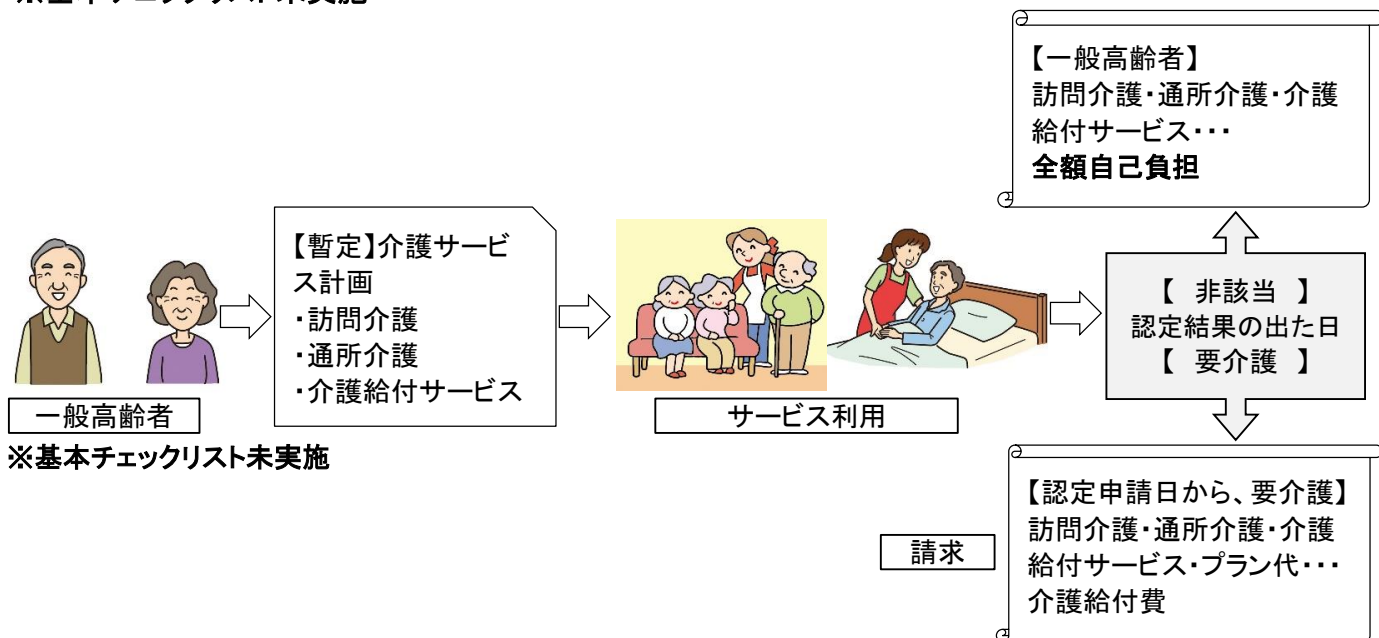 【一般高齢者】
訪問介護・通所介護・介護
給付サービス・・・
全額自己負担
【暫定】介護サービ
ス計画
・訪問介護
・通所介護
・介護給付サービス
【 非該当 】
認定結果の出た日
【 要介護 】
一般高齢者
サービス利用
※基本チェックリスト未実施
【認定申請日から、要介護】
訪問介護・通所介護・介護
給付サービス・プラン代・・・
介護給付費
請求